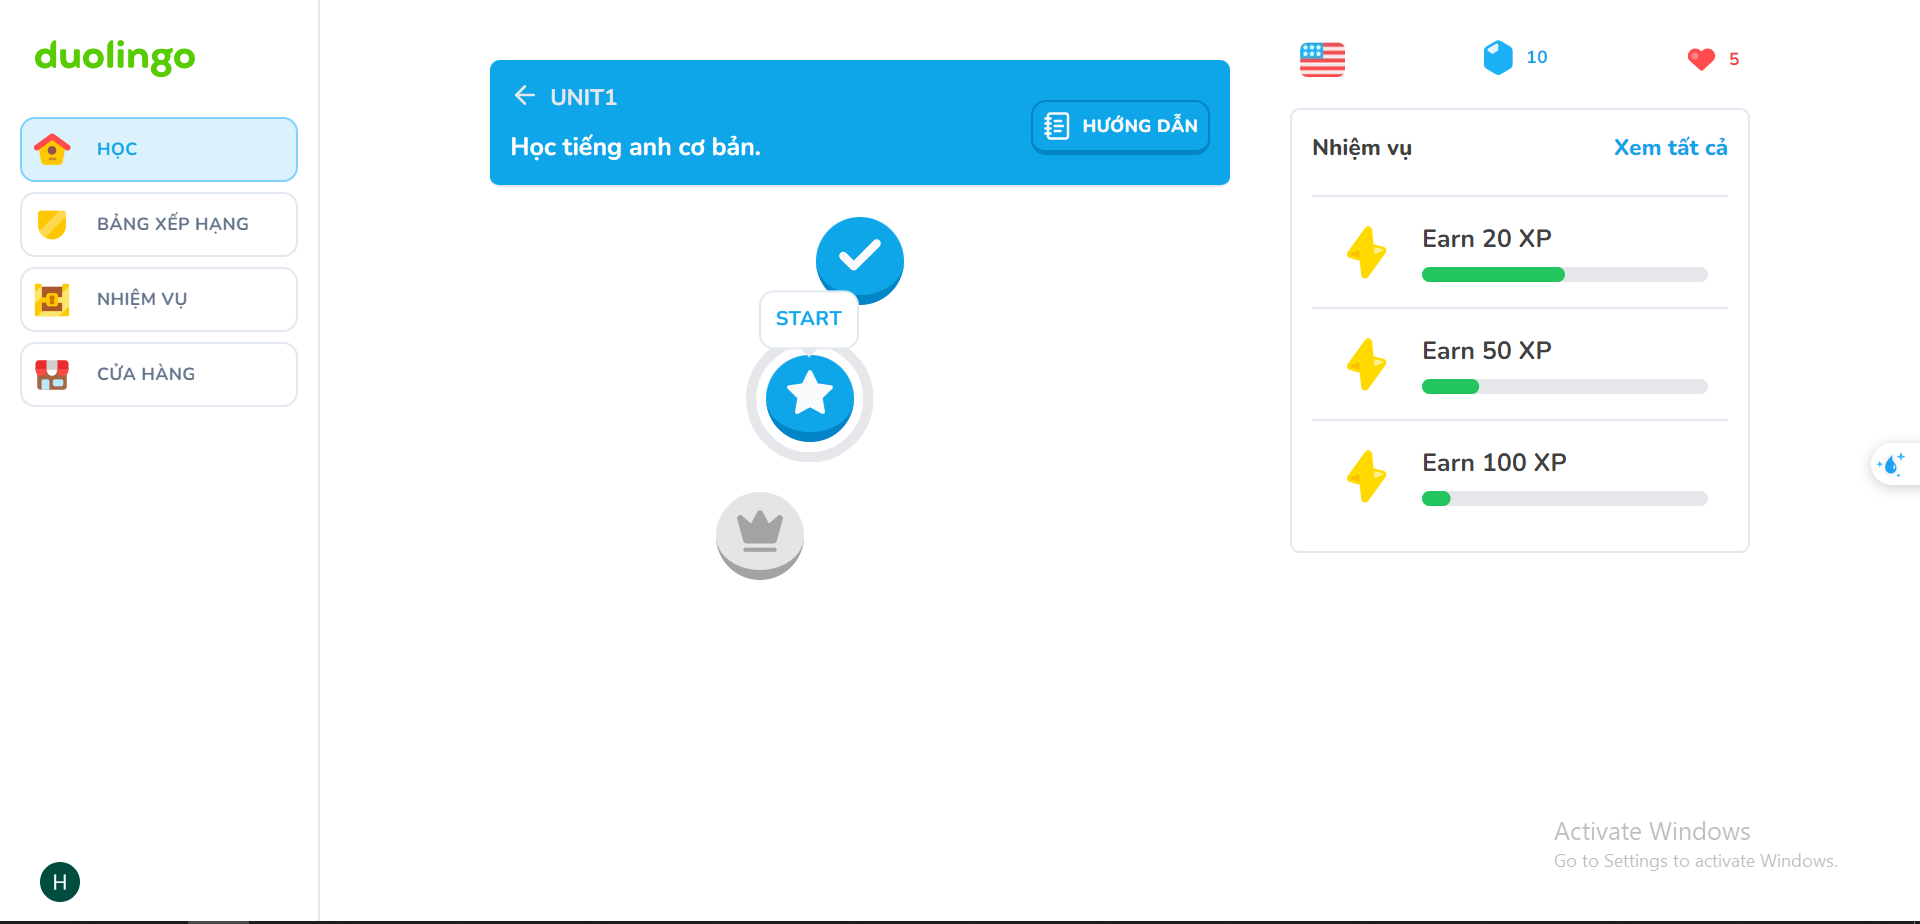 duolingo
HỌC
BẢNG XẾP HẠNG
NHIỆM VỤ
CỬA HÀNG
H
UNIT1
Học tiếng anh cơ bản.
HƯỚNG DẪN
START
10
5
Nhiệm vụ
Xem tất cả
Earn 20 XP
Earn 50 XP
Earn 100 XP
Activate Windows
Go to Settings to activate Windows.